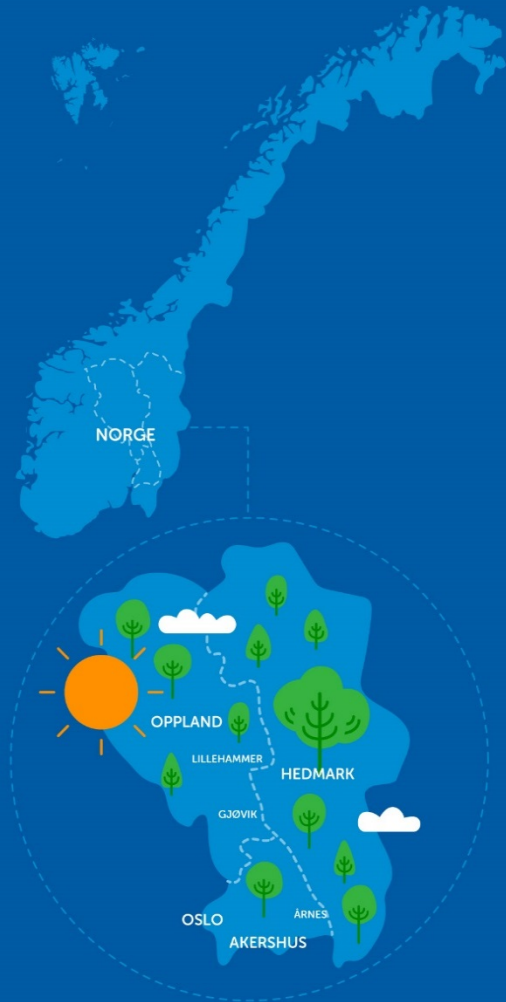 NORGE
OPPLAND
LILLEHAMMER
HEDMARK
GJØVIK
ÅRNES
OSLO
AKERSHUS